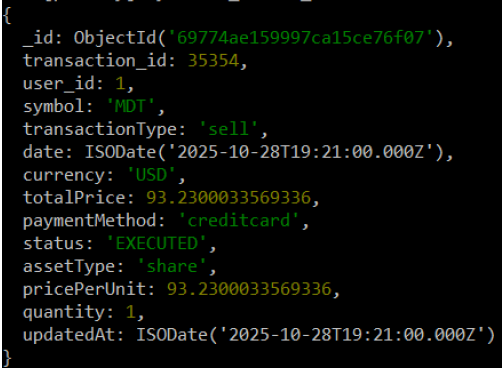 {
  _id: ObjectId('69774ae159997ca15ce76f07'),
  transaction_id: 35354,
  user_id: 1,
  symbol: 'MDT',
  transactionType: 'sell',
  date: ISODate('2025-10-28T19:21:00.000Z'),
  currency: 'USD',
  totalPrice: 93.2300033569336,
  paymentMethod: 'creditcard',
  status: 'EXECUTED',
  assetType: 'share',
  pricePerUnit: 93.2300033569336,
  quantity: 1,
  updatedAt: ISODate('2025-10-28T19:21:00.000Z')
}